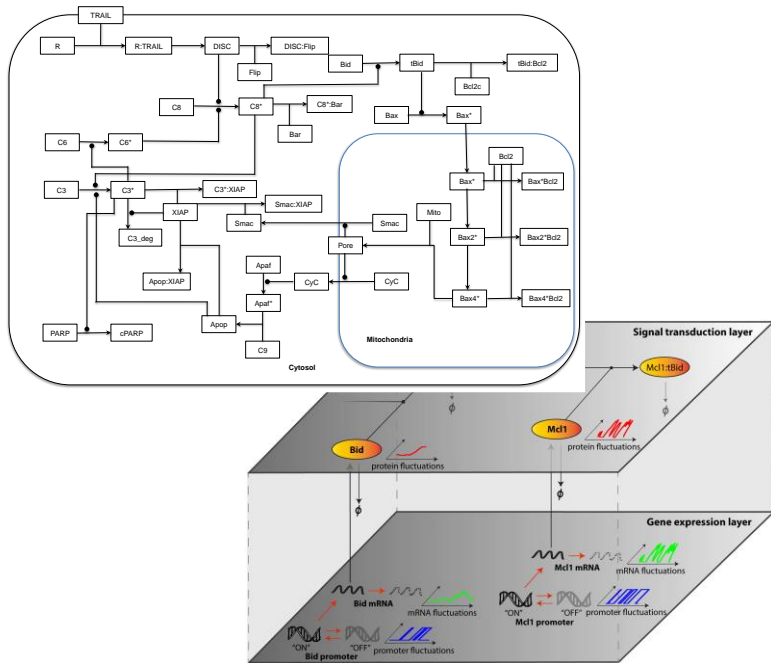 TRAIL
R
R:TRAIL
DISC
DISC:Flip
Flip
Bid
tBid
tBid:Bcl2
Bcl2c
C8
C8*
C8*:Bar
Bar
Bax
Bax*
C6
C6*
Bcl2
C3
C3*
C3*:XIAP
Bax*
Bax*Bcl2
XIAP
Smac:XIAP
Mito
Smac
Smac
C3_deg
Pore
Bax2*
Bax2*Bcl2
Apop:XIAP
Apaf
CyC
CyC
Apaf*
Bax4*
Bax4*Bcl2
PARP
cPARP
Apop
C9
Cytosol
Mitochondria
Signal transduction layer
Mcl1:tBid
ϕ
ϕ
Mcl1
protein fluctuations
Bid
protein fluctuations
ϕ
ϕ
Gene expression layer
Mcl1 mRNA
mRNA fluctuations
Bid mRNA
mRNA fluctuations
"ON"
"OFF"
Mcl1 promoter
promoter fluctuations
"ON"
"OFF"
Bid promoter
promoter fluctuations